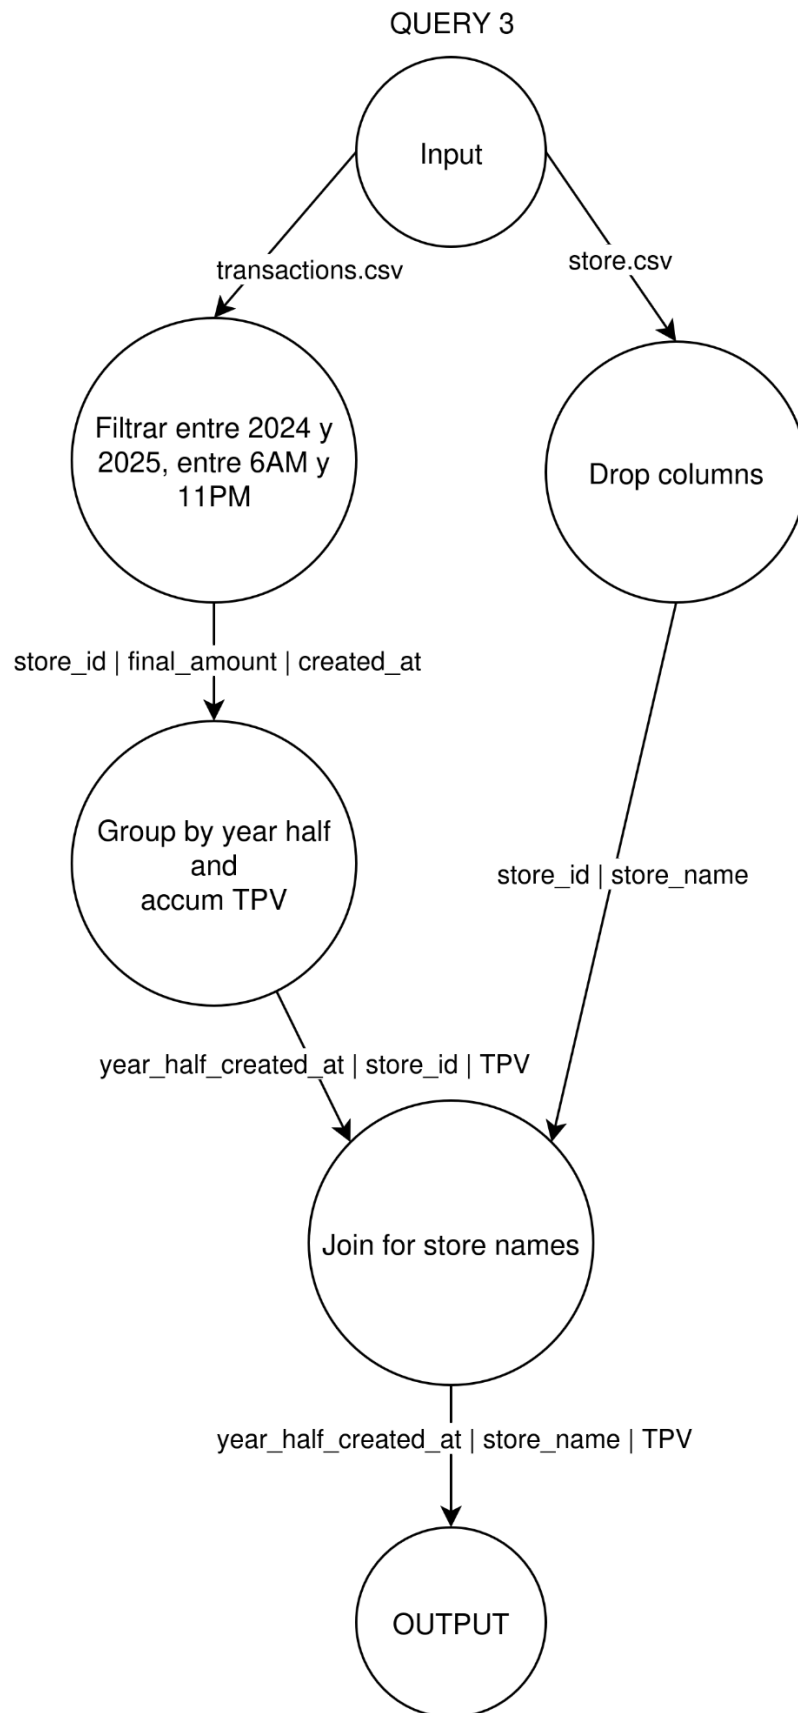 QUERY 3
Input
transactions.csv
store.csv
Filtrar entre 2024 y
2025, entre 6AM y
11PM
Drop columns
store_id | final_amount | created_at
Group by year half
and
accum TPV
store_id | store_name
year_half_created_at | store_id | TPV
Join for store names
year_half_created_at | store_name | TPV
OUTPUT